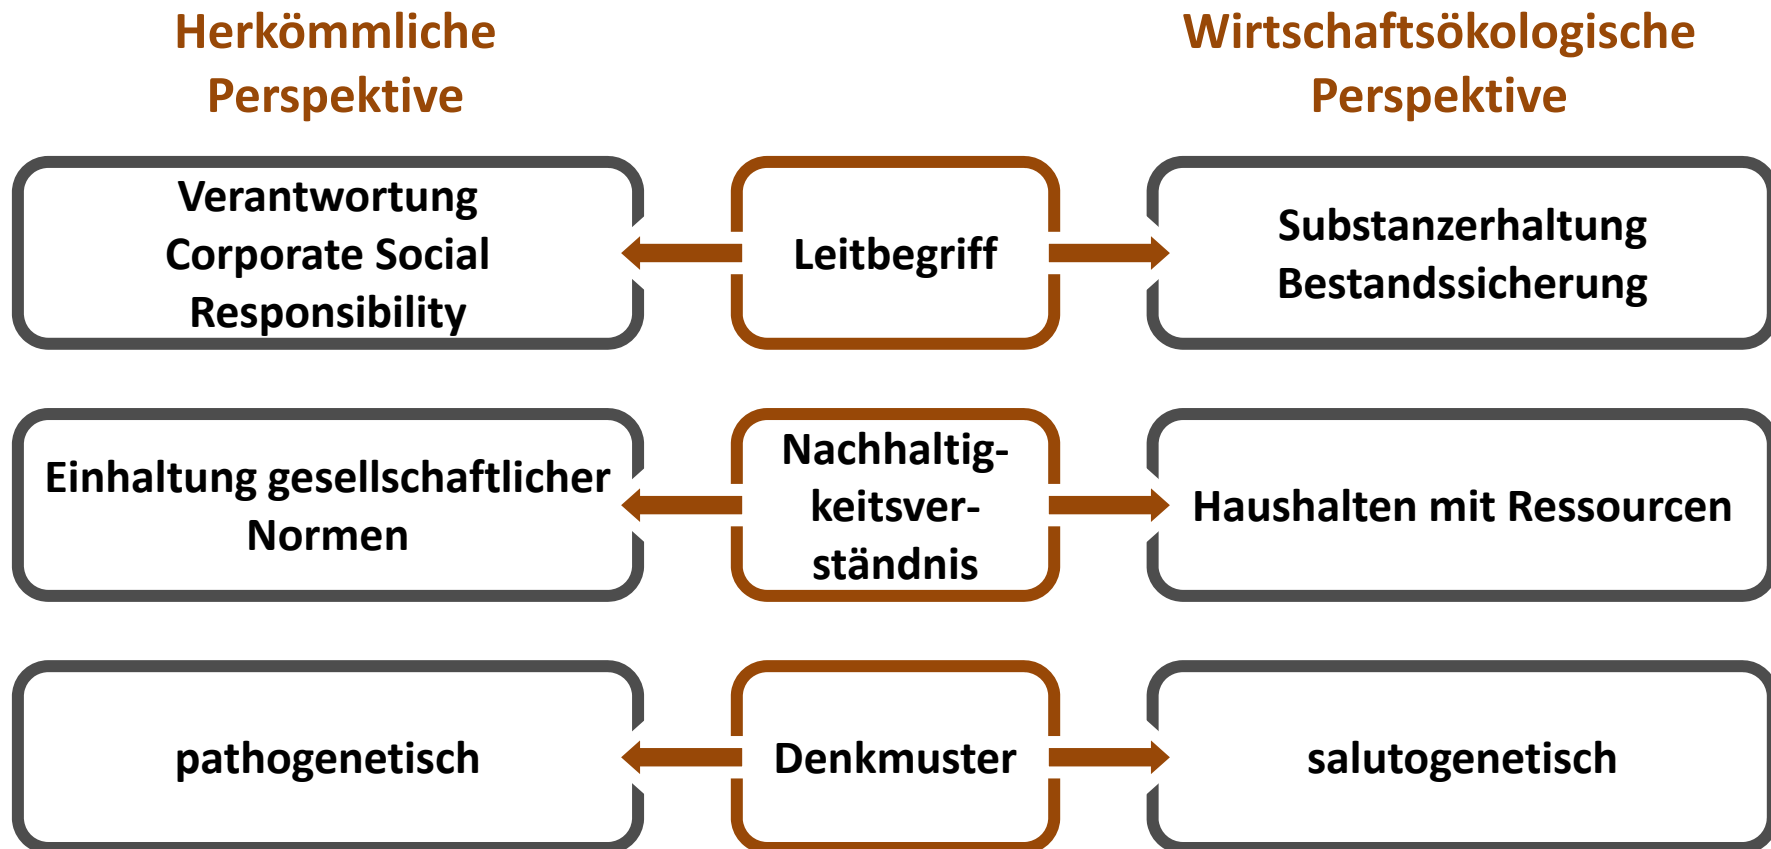 Herkömmliche
Perspektive
Wirtschaftsökologische
Perspektive
Verantwortung
Corporate Social
Responsibility
Leitbegriff
Substanzerhaltung
Bestandssicherung
Einhaltung gesellschaftlicher
Normen
Nachhaltig-
keitsver-
ständnis
Haushalten mit Ressourcen
pathogenetisch
Denkmuster
salutogenetisch